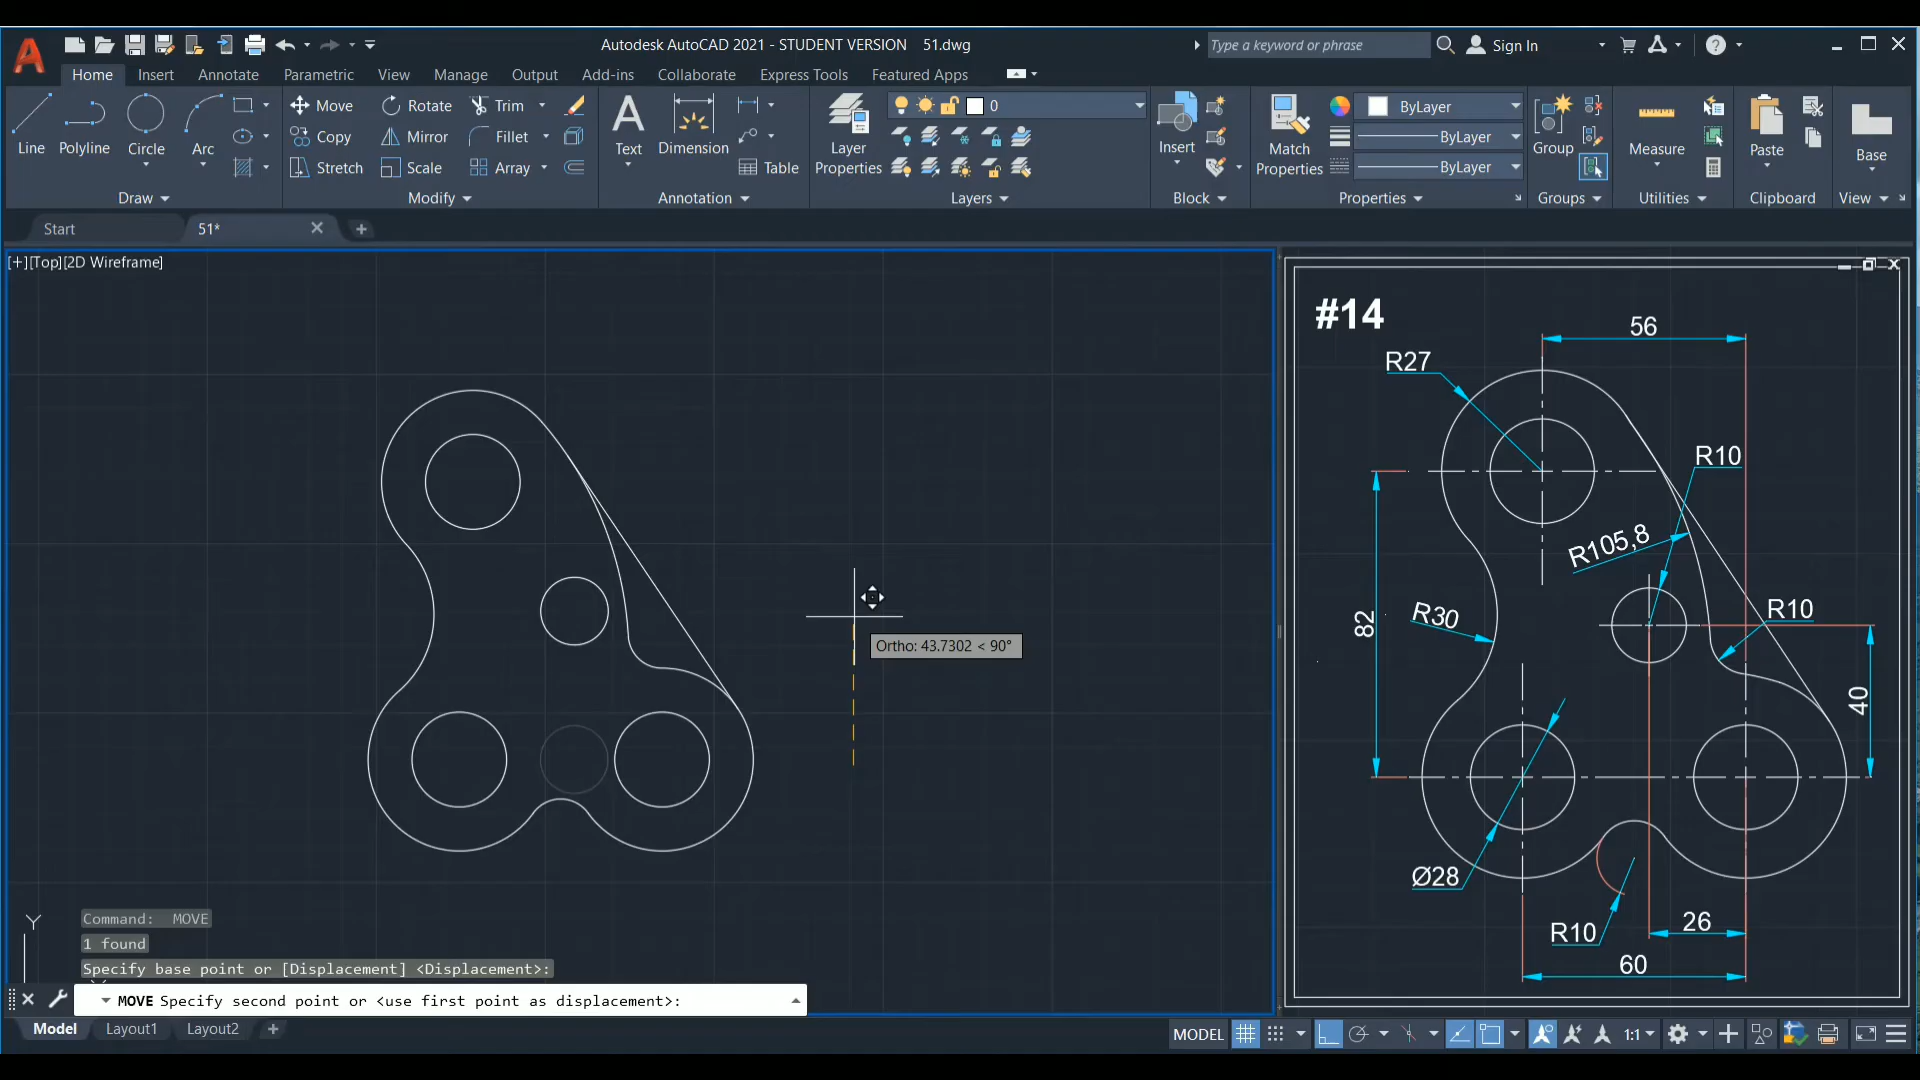 Autodesk AutoCAD 2021 - STUDENT VERSION 51.dwg
Type a keyword or phrase
Sign In
Home Insert Annotate Parametric View Manage Output Add-ins Collaborate Express Tools Featured Apps
Line Polyline Circle Arc
Move Rotate Trim
Copy Mirror Fillet
Stretch Scale Array
Text Dimension Table
Layer Properties
0
Insert
Match Properties
ByLayer
ByLayer
ByLayer
Group
Measure
Paste
Base
Draw Modify Annotation Layers Block Properties Groups Utilities Clipboard View
Start 51*
[+][Top][2D Wireframe]
#14
56
R27
R10
R105,8
R10
R30
82
40
Ø28
R10
26
60
Ortho: 43.7302 < 90°
Y
Command: MOVE
1 found
Specify base point or [Displacement] <Displacement>:
MOVE Specify second point or <use first point as displacement>:
Model Layout1 Layout2
MODEL
1:1